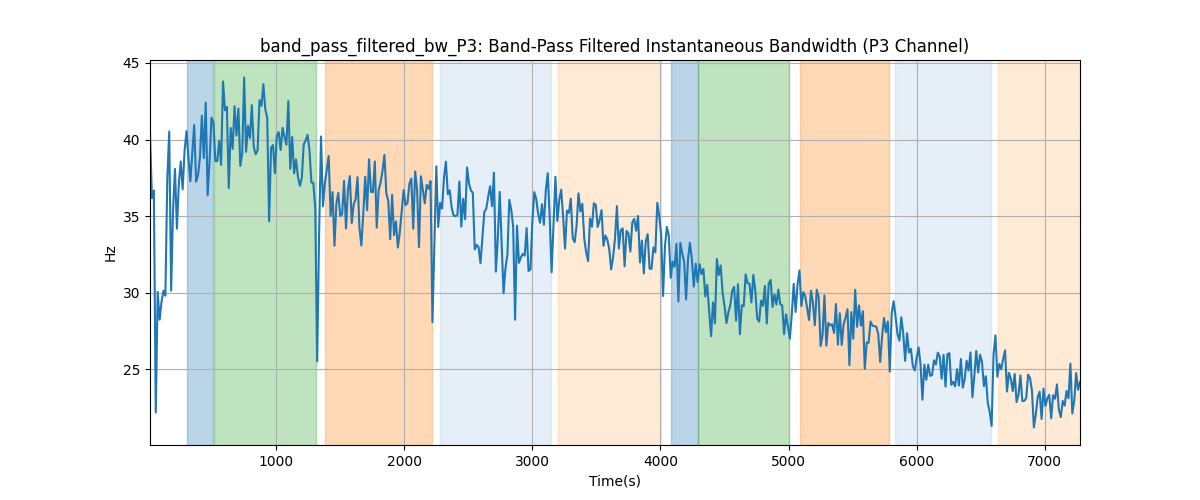 band_pass_filtered_bw_P3: Band-Pass Filtered Instantaneous Bandwidth (P3 Channel)
45
40
35
30
25
Hz
1000 2000 3000 4000 5000 6000 7000
Time(s)